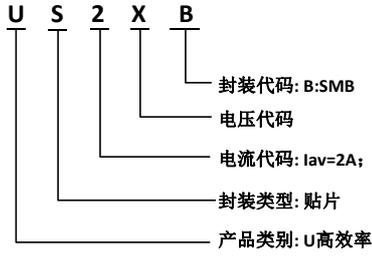 U S 2 X B
封装代码: B:SMB
电压代码
电流代码: Iav=2A；
封装类型: 贴片
产品类别: U高效率